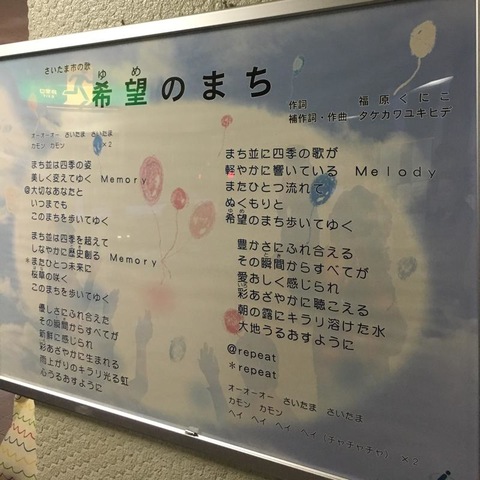 さいたま市の歌
ゆめ
希望のまち
作詞 福原くにこ
補作詞・作曲 タケカワユキヒデ
オーオーオー さいたま さいたま
カモン カモン ×2
まち並は四季の姿
美しく変えてゆく Memory
@大切なあなたと
いつまでも
このまちを歩いてゆく
まち並は四季を超えて
しなやかに歴史創る Memory
*またひとつ未来に
桜草の咲く
このまちを歩いてゆく
優しさにふれ合えた
その瞬間からすべてが
新鮮に感じられ
彩あざやかに生まれる
雨上がりのキラリ光る虹
心うるおすように
まち並に四季の歌が
軽やかに響いている Melody
またひとつ流れて
ぬくもりと
ゆめ
希望のまち歩いてゆく
豊かさにふれ合える
その瞬間からすべてが
愛おしく感じられ
彩あざやかに聴こえる
朝の露にキラリ溶けた水
大地うるおすように
@repeat
*repeat
オーオーオー さいたま さいたま
カモン カモン
ヘイ ヘイ ヘイ ヘイ(チャチャチャ) ×2